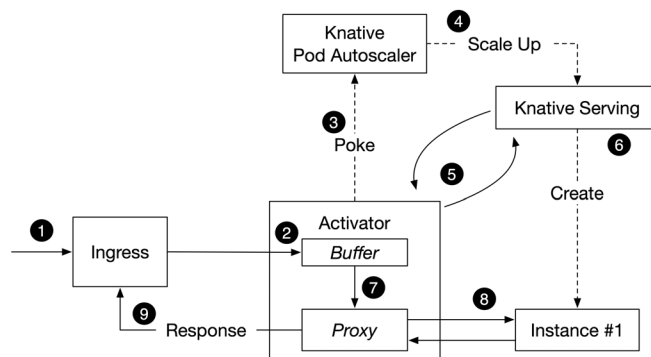 4
Knative
Pod Autoscaler
Scale Up
Knative Serving
3
Poke
6
5
Create
Activator
1
2
Ingress
Buffer
7
8
9
Response
Proxy
Instance #1